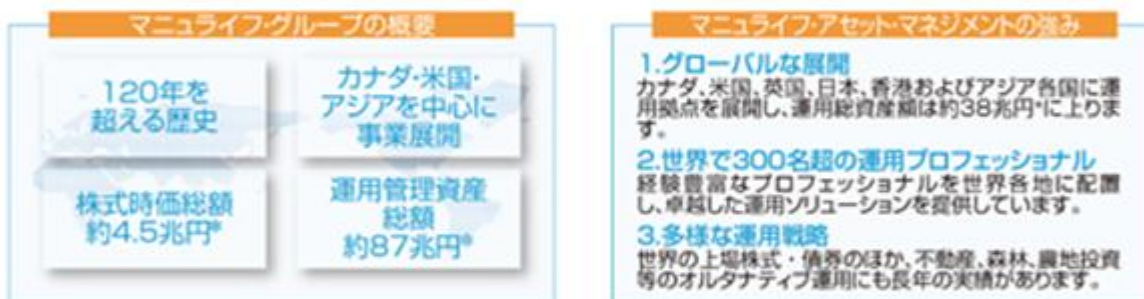 マニュライフ・グループの概要
120年を
超える歴史
カナダ・米国・
アジアを中心に
事業展開
株式時価総額
約4.5兆円*
運用管理資産
総額
約87兆円*
マニュライフ・アセット・マネジメントの強み
1.グローバルな展開
カナダ、米国、英国、日本、香港およびアジア各国に運
用拠点を展開し、運用総資産額は約38兆円*に上りま
す。
2.世界で300名超の運用プロフェッショナル
経験豊富なプロフェッショナルを世界各地に配置
し、卓越した運用ソリューションを提供しています。
3.多様な運用戦略
世界の上場株式・債券のほか、不動産、森林、農地投資
等のオルタナティブ運用にも長年の実績があります。